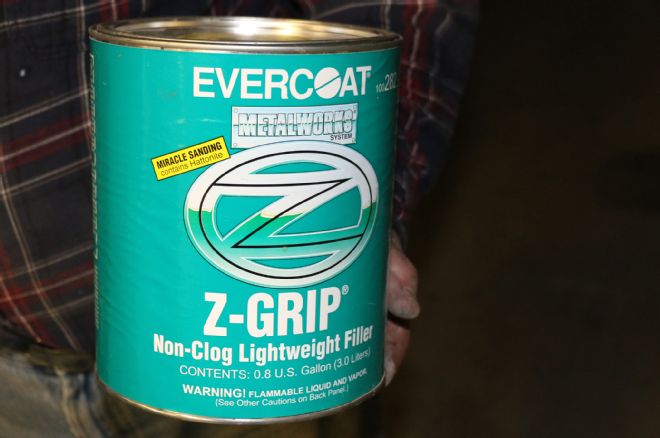 EVERCOAT®
METALWORKS
SYSTEM
MIRACLE SANDING
contains Hattonite
Z
Z-GRIP®
Non-Clog Lightweight Filler
CONTENTS: 0.8 U.S. Gallon (3.0 Liters)
WARNING! FLAMMABLE LIQUID AND VAPOR.
(See Other Cautions on Back Panel.)